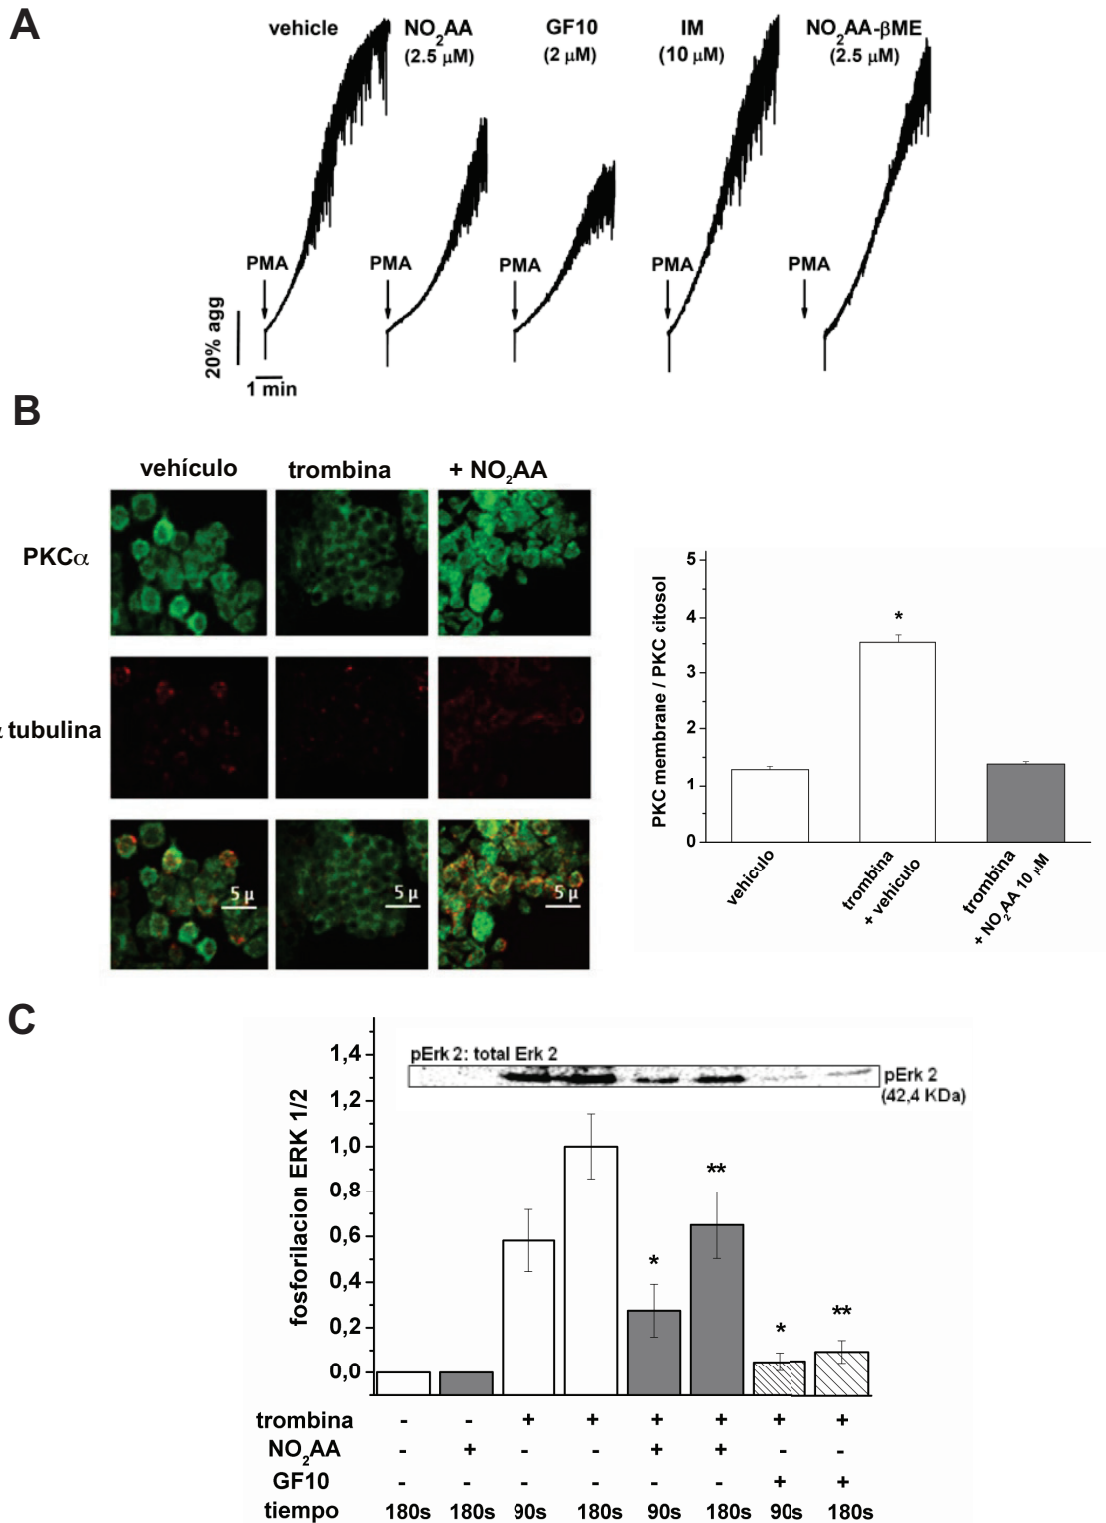 A
vehicle
NO2AA
(2.5 μM)
GF10
(2 μM)
IM
(10 μM)
NO2AA-βME
(2.5 μM)
PMA
PMA
PMA
PMA
PMA
20% agg
1 min
B
vehículo
trombina
+ NO2AA
PKCα
tubulina
5 μ
5 μ
5 μ
PKC membrane / PKC citosol
5
4
3
2
1
0
*
vehiculo
trombina
+ vehiculo
trombina
+ NO2AA 10 μM
C
fosforilacion ERK 1/2
1,4
1,2
1,0
0,8
0,6
0,4
0,2
0,0
pErk 2: total Erk 2
pErk 2
(42,4 KDa)
*
**
*
**
trombina - - + + + + + +
NO2AA - + - - + + - -
GF10 - - - - - - + +
tiempo 180s 180s 90s 180s 90s 180s 90s 180s